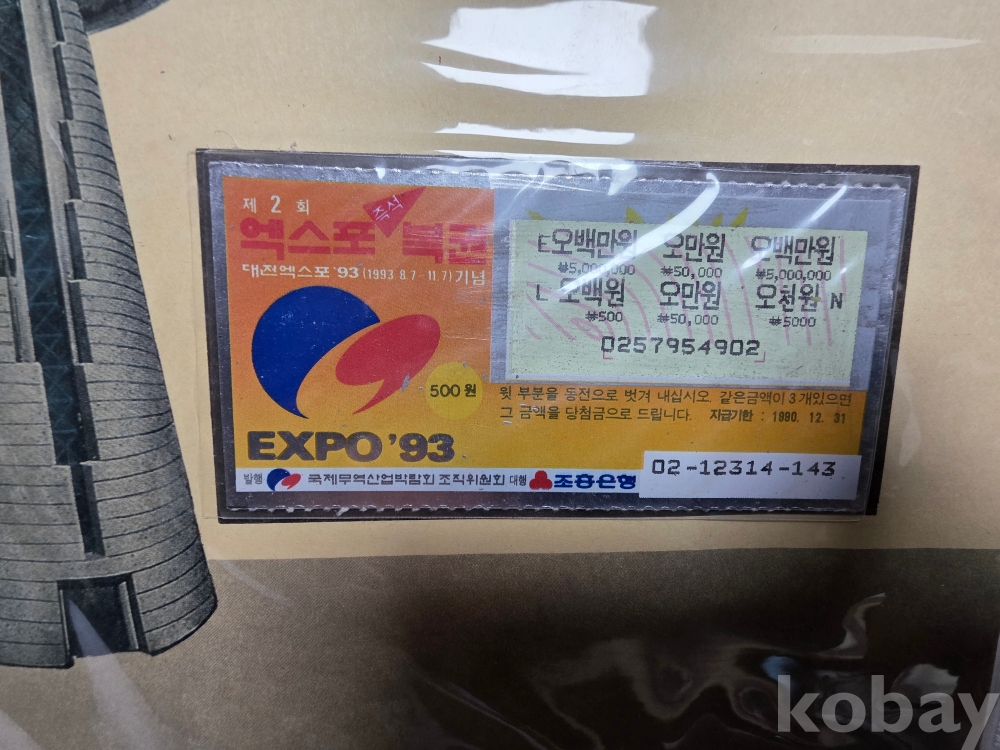 제 2 회
즉석
엑스포 복권
대전엑스포 '93 (1993 8.7 - 11.7) 기념
500 원
EXPO '93
E 오백만원 오만원 오백만원
₩5,000,000 ₩50,000 ₩5,000,000
L 오백원 오만원 오천원 N
₩500 ₩50,000 ₩5000
0257954902
윗 부분을 동전으로 벗겨 내십시오. 같은금액이 3개있으면
그 금액을 당첨금으로 드립니다. 지급기한 : 1990. 12. 31
발행 국제무역산업박람회 조직위원회 대행 조흥은행
02-12314-143
kobay